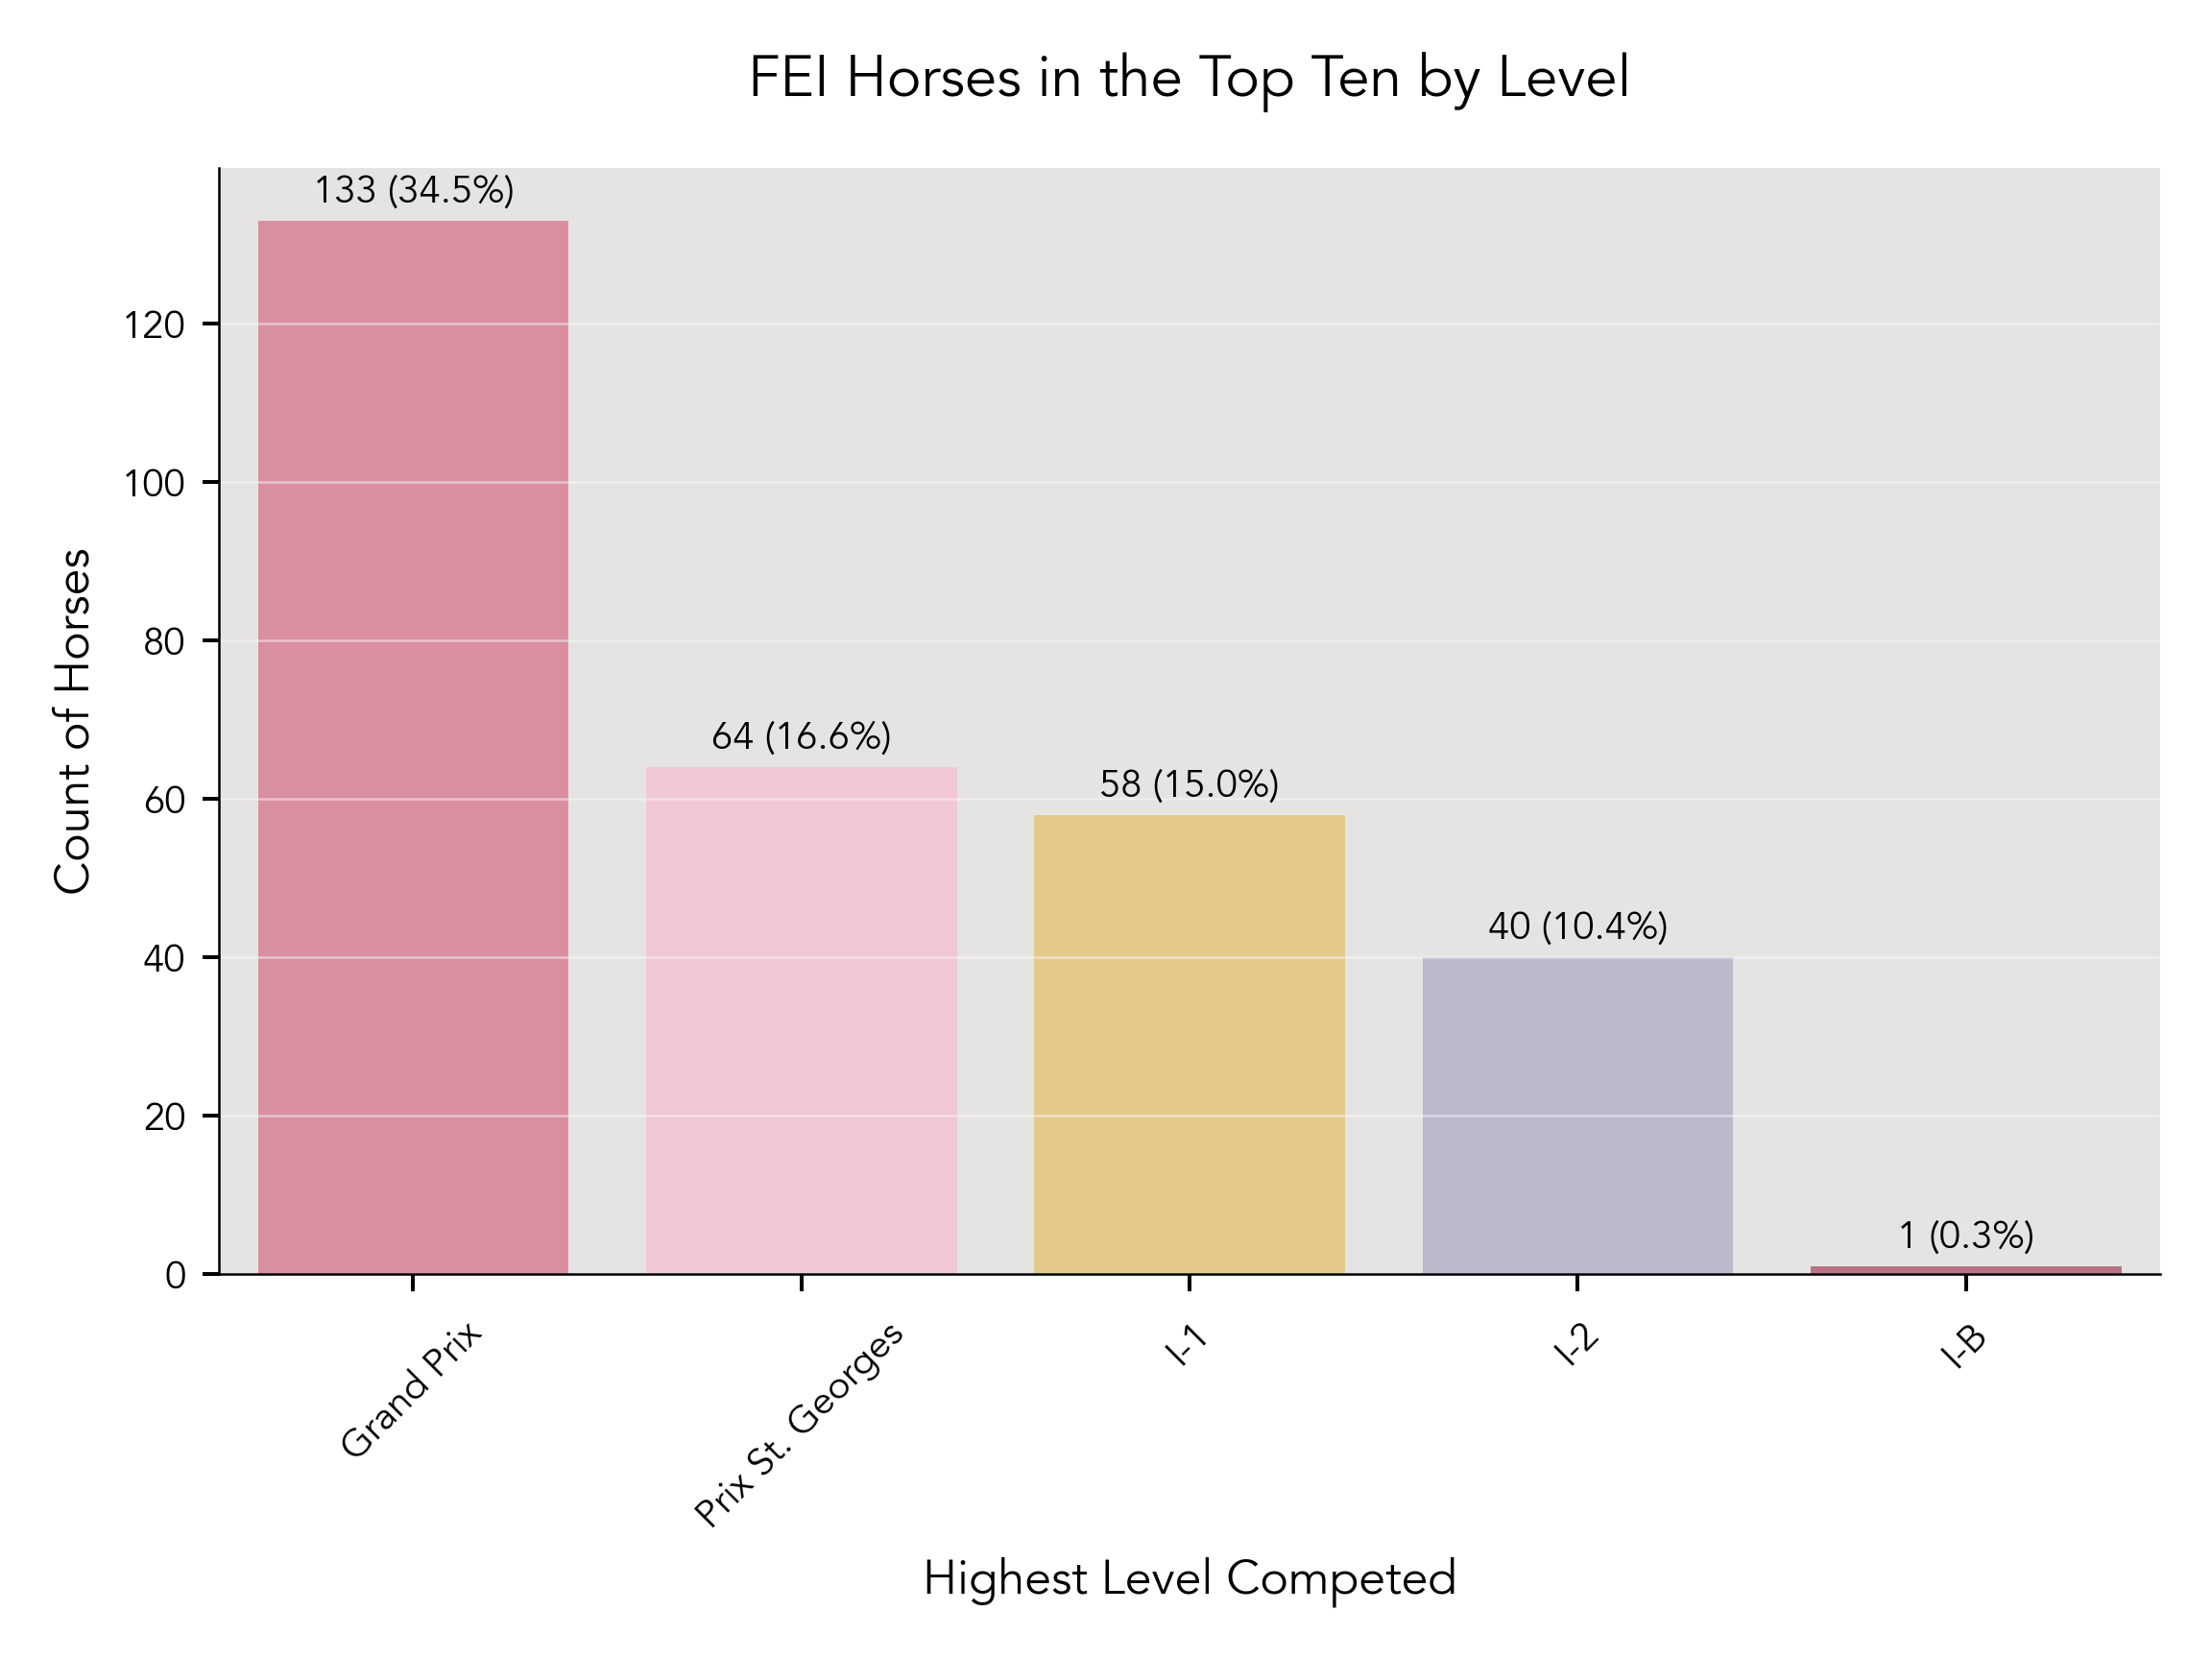 FEI Horses in the Top Ten by Level
Count of Horses
120
100
80
60
40
20
0
133 (34.5%)
64 (16.6%)
58 (15.0%)
40 (10.4%)
1 (0.3%)
Grand Prix
Prix St. Georges
I-1
I-2
I-B
Highest Level Competed